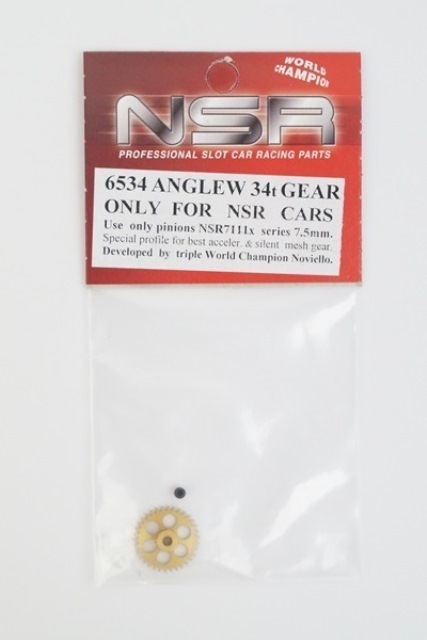 WORLD
CHAMPION
NSR
PROFESSIONAL SLOT CAR RACING PARTS
6534 ANGLEW 34t GEAR
ONLY FOR NSR CARS
Use only pinions NSR7111x series 7.5mm.
Special profile for best acceler. & silent mesh gear.
Developed by triple World Champion Noviello.